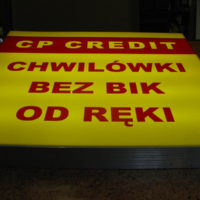 CP CREDIT
CHWILÓWKI
BEZ BIK
OD RĘKI